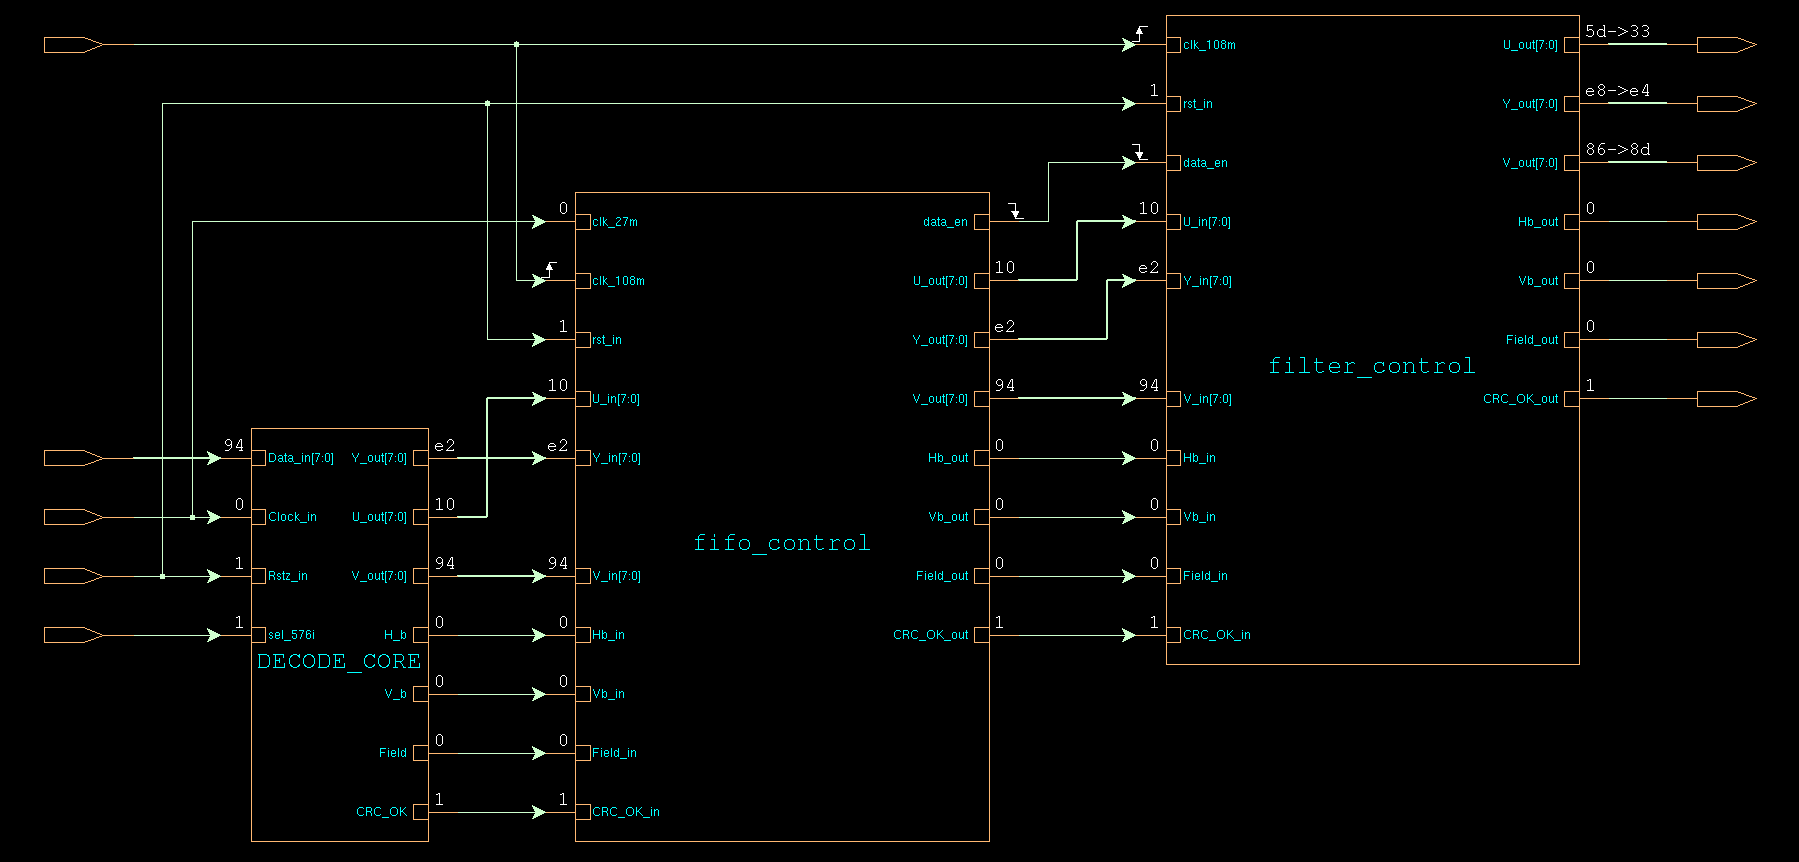 5d->33
clk_108m U_out[7:0]
1 e8->e4
rst_in Y_out[7:0]
86->8d
data_en V_out[7:0]
0 10 0
clk_27m data_en U_in[7:0] Hb_out
10 e2 0
clk_108m U_out[7:0] Y_in[7:0] Vb_out
1 e2 0
rst_in Y_out[7:0] Field_out
filter_control
10 94 94 1
U_in[7:0] V_out[7:0] V_in[7:0] CRC_OK_out
94 e2 e2 0 0
Data_in[7:0] Y_out[7:0] Y_in[7:0] Hb_out Hb_in
0 10 0 0
Clock_in U_out[7:0] Vb_out Vb_in
fifo_control
1 94 94 0 0
Rstz_in V_out[7:0] V_in[7:0] Field_out Field_in
1 0 0 1 1
sel_576i H_b Hb_in CRC_OK_out CRC_OK_in
DECODE_CORE
0 0
V_b Vb_in
0 0
Field Field_in
1 1
CRC_OK CRC_OK_in